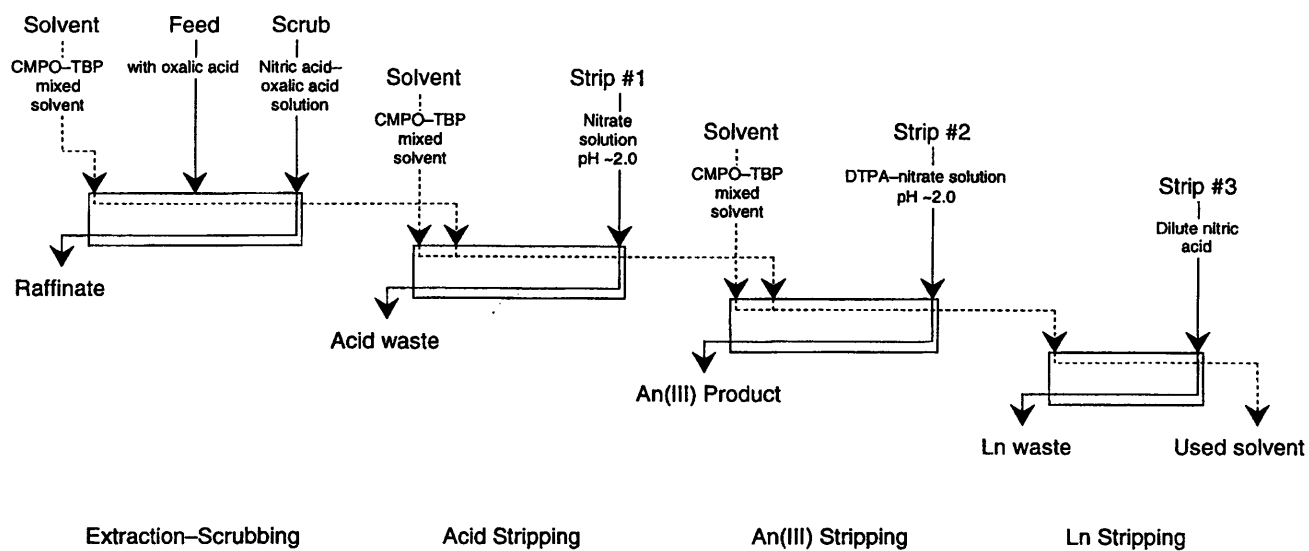 Solvent
CMPO–TBP
mixed
solvent
Feed
with oxalic acid
Scrub
Nitric acid–
oxalic acid
solution
Raffinate
Solvent
CMPO–TBP
mixed
solvent
Strip #1
Nitrate
solution
pH ~2.0
Acid waste
Solvent
CMPO–TBP
mixed
solvent
Strip #2
DTPA–nitrate solution
pH ~2.0
An(III) Product
Strip #3
Dilute nitric
acid
Ln waste
Used solvent
Extraction–Scrubbing
Acid Stripping
An(III) Stripping
Ln Stripping